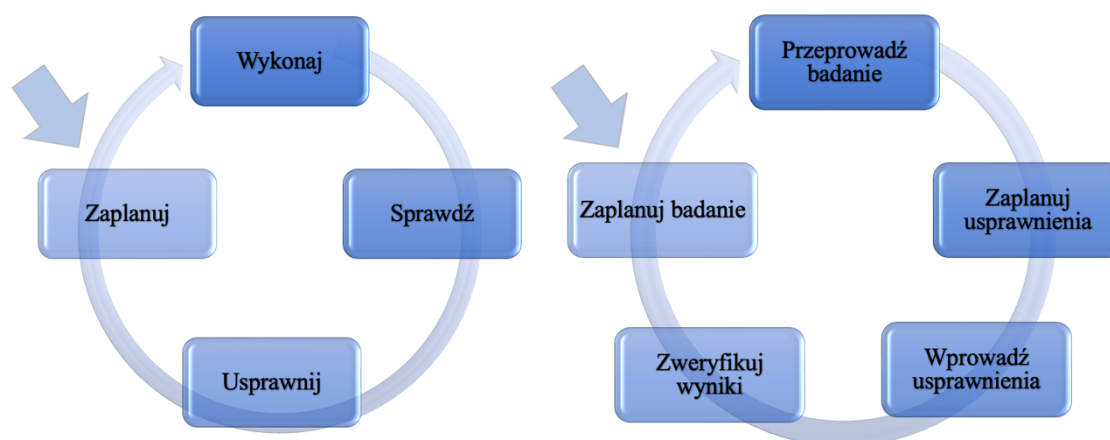 Wykonaj
Zaplanuj
Sprawdź
Usprawnij
Przeprowadź
badanie
Zaplanuj badanie
Zaplanuj
usprawnienia
Zweryfikuj
wyniki
Wprowadź
usprawnienia